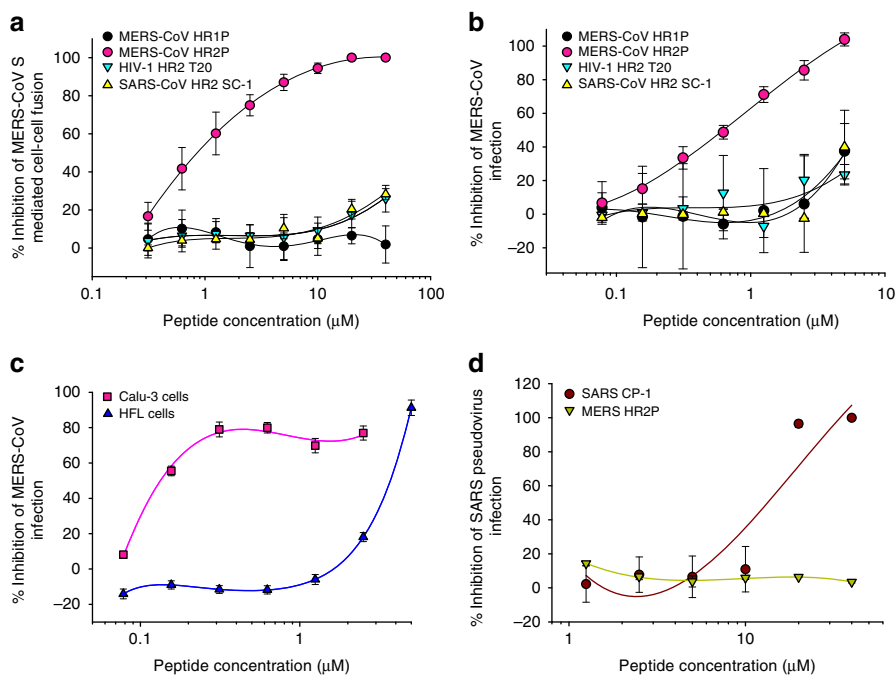 a
MERS-CoV HR1P
MERS-CoV HR2P
HIV-1 HR2 T20
SARS-CoV HR2 SC-1
% Inhibition of MERS-CoV S
mediated cell-cell fusion
120
100
80
60
40
20
0
0.1
1
10
100
Peptide concentration (μM)
b
MERS-CoV HR1P
MERS-CoV HR2P
HIV-1 HR2 T20
SARS-CoV HR2 SC-1
% Inhibition of MERS-CoV
infection
100
80
60
40
20
0
−20
0.1
1
10
Peptide concentration (μM)
c
Calu-3 cells
HFL cells
% Inhibition of MERS-CoV
infection
100
80
60
40
20
0
−20
0.1
1
Peptide concentration (μM)
d
SARS CP-1
MERS HR2P
% Inhibition of SARS pseudovirus
infection
120
100
80
60
40
20
0
−20
1
10
Peptide concentration (μM)